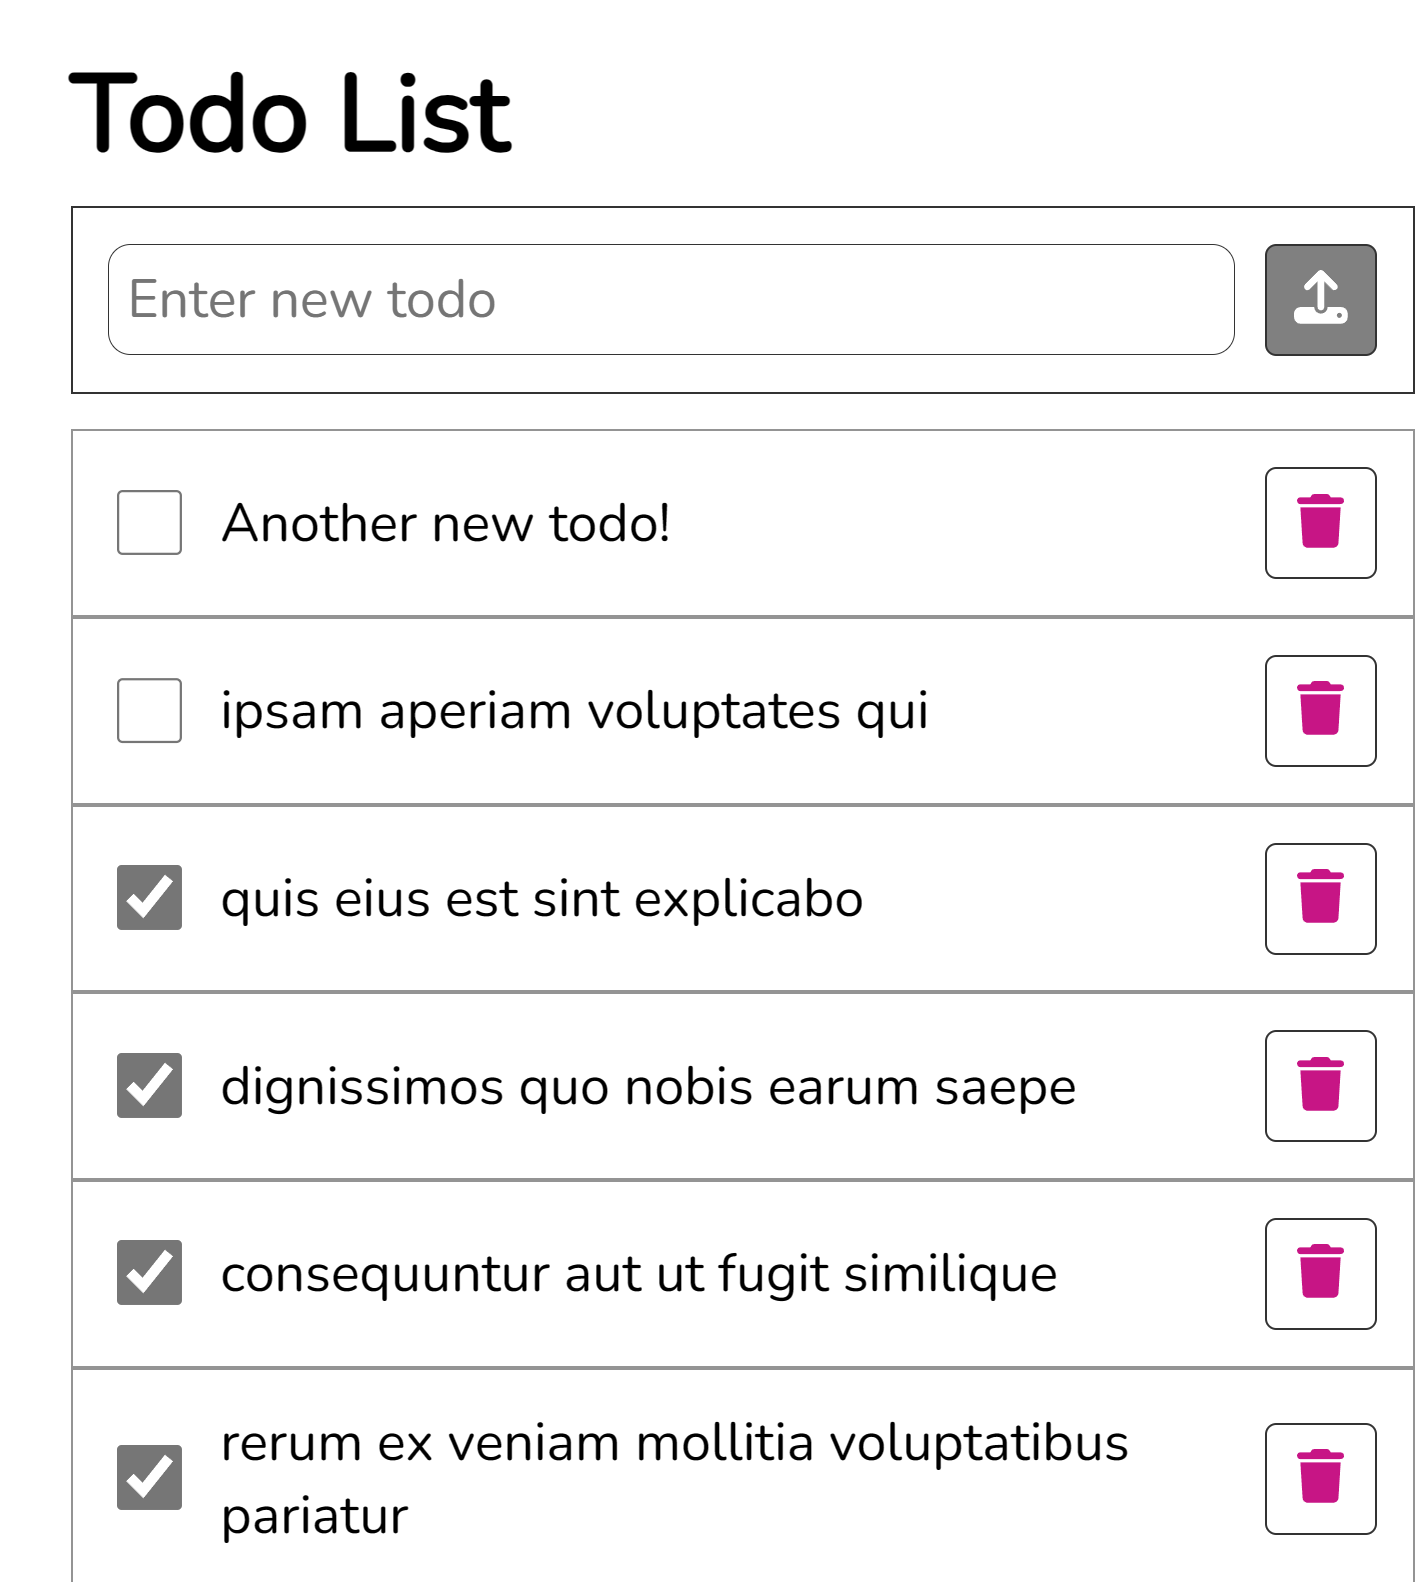 Todo List
Enter new todo
Another new todo!
ipsam aperiam voluptates qui
quis eius est sint explicabo
dignissimos quo nobis earum saepe
consequuntur aut ut fugit similique
rerum ex veniam mollitia voluptatibus
pariatur